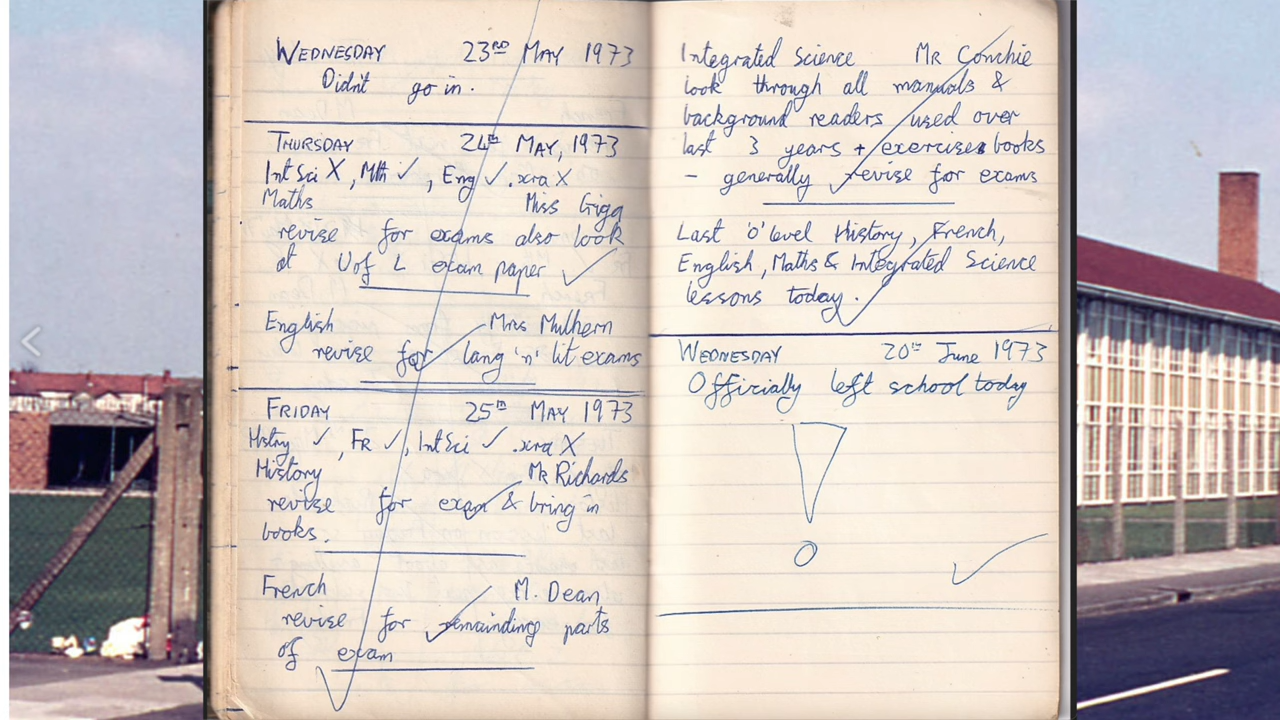 WEDNESDAY 23RD MAY 1973
Didn't go in.
THURSDAY 24th MAY, 1973
Int Sci X, Mth ✓, Eng ✓ .xra X
Maths Miss Grigg
revise for exams also look
at U of L exam paper ✓
English Mrs Mulhern
revise for lang 'n' lit exams
FRIDAY 25TH MAY 1973
Hstry ✓, FR ✓, Int Sci ✓ .xra X
History Mr Richards
revise for exam & bring in
books.
French M. Dean
revise for remainding parts
of exam
Integrated Science Mr Conchie
look through all manuals &
background readers used over
last 3 years + exercise books
- generally revise for exams
Last 'O' level History, French,
English, Maths & Integrated Science
lessons today.
WEDNESDAY 20TH June 1973
Officially left school today
!